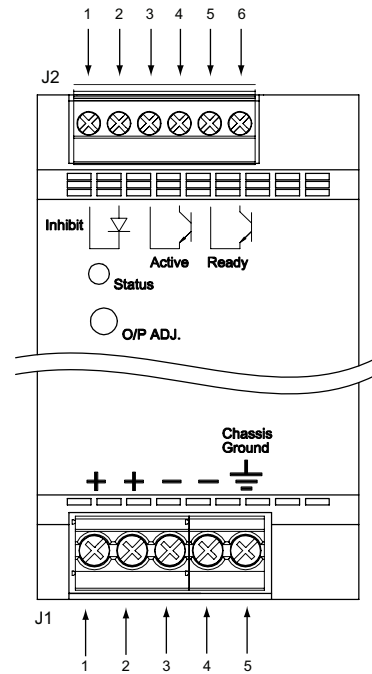 1 2 3 4 5 6
J2
Inhibit
Active Ready
Status
O/P ADJ.
Chassis
Ground
+ + − −
J1
1 2 3 4 5